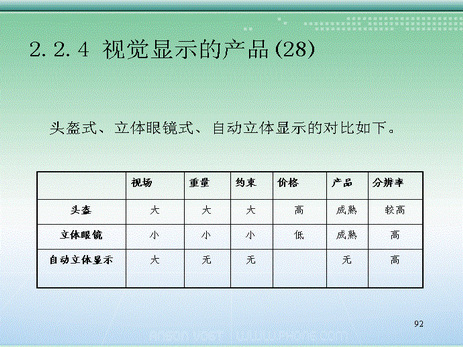 2.2.4 视觉显示的产品(28)
头盔式、立体眼镜式、自动立体显示的对比如下。
视场 重量 约束 价格 产品 分辨率
头盔 大 大 大 高 成熟 较高
立体眼镜 小 小 小 低 成熟 高
自动立体显示 大 无 无 无 高
92